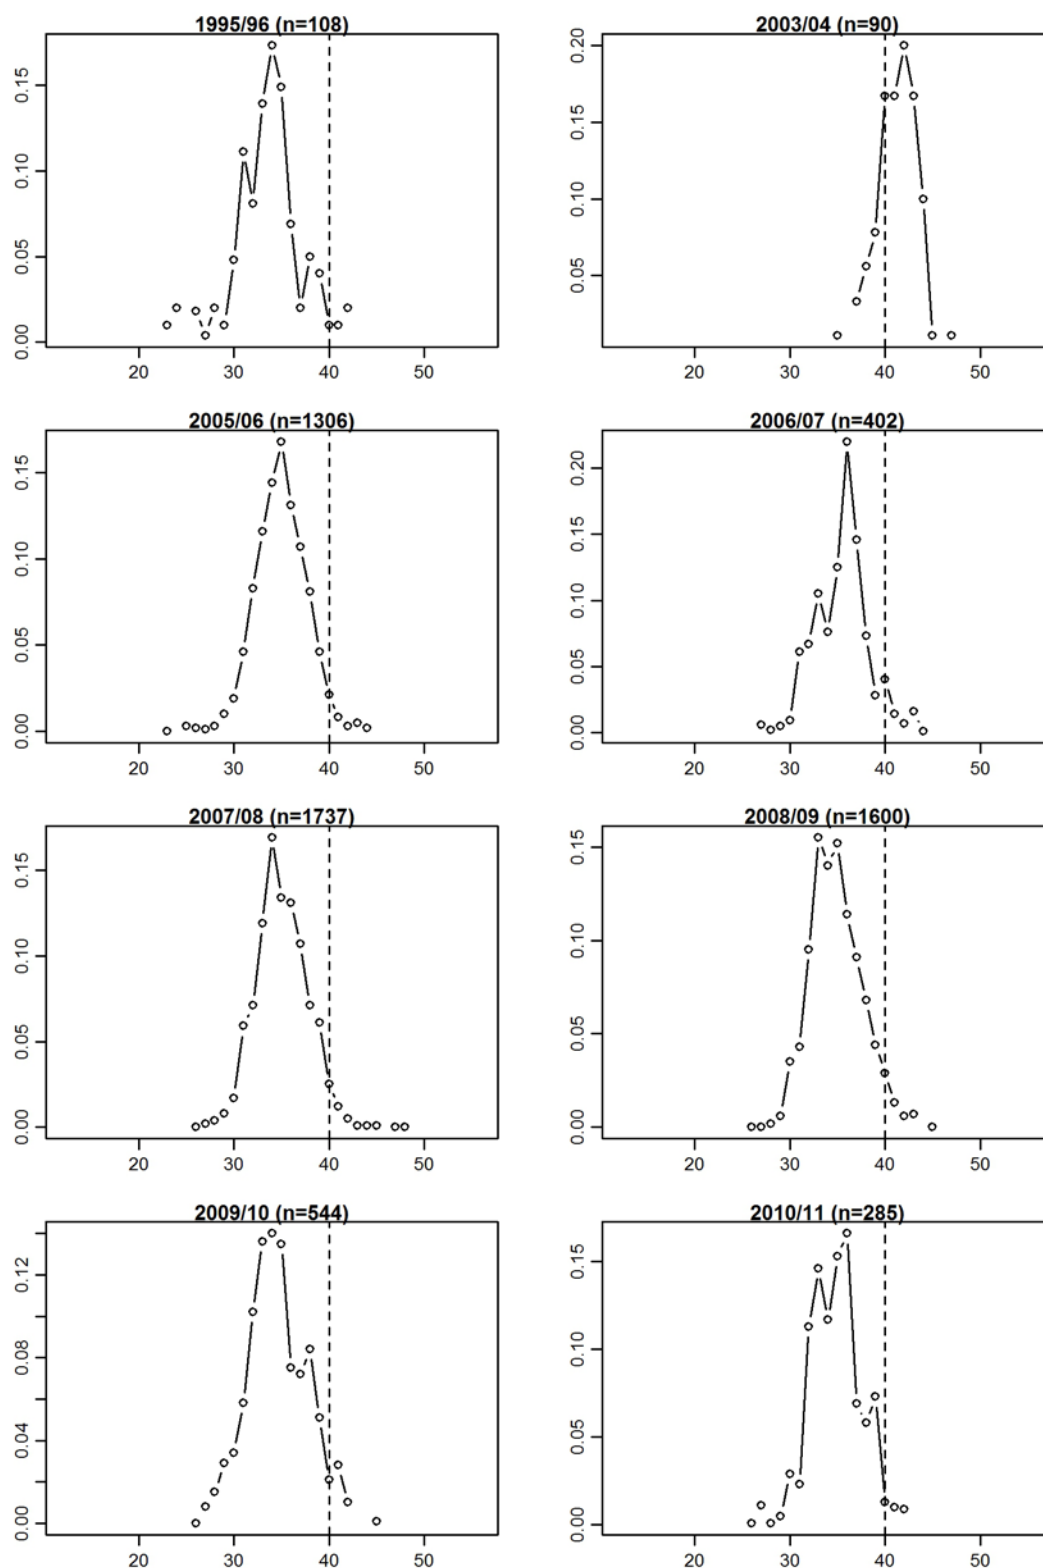 1995/96 (n=108)
0.00 0.05 0.10 0.15
20 30 40 50
2003/04 (n=90)
0.05 0.10 0.15 0.20
20 30 40 50
2005/06 (n=1306)
0.00 0.05 0.10 0.15
20 30 40 50
2006/07 (n=402)
0.00 0.05 0.10 0.15 0.20
20 30 40 50
2007/08 (n=1737)
0.00 0.05 0.10 0.15
20 30 40 50
2008/09 (n=1600)
0.00 0.05 0.10 0.15
20 30 40 50
2009/10 (n=544)
0.00 0.04 0.08 0.12
20 30 40 50
2010/11 (n=285)
0.00 0.05 0.10 0.15
20 30 40 50